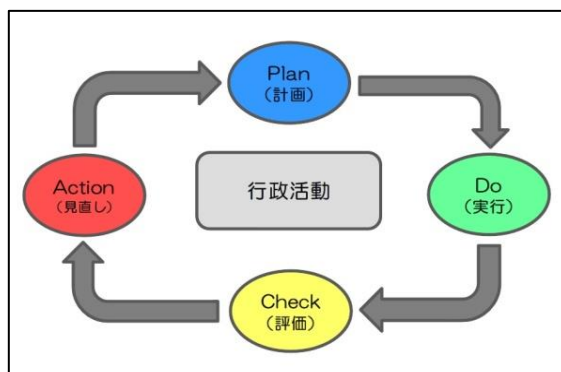 Plan
(計画)
Do
(実行)
Check
(評価)
Action
(見直し)
行政活動